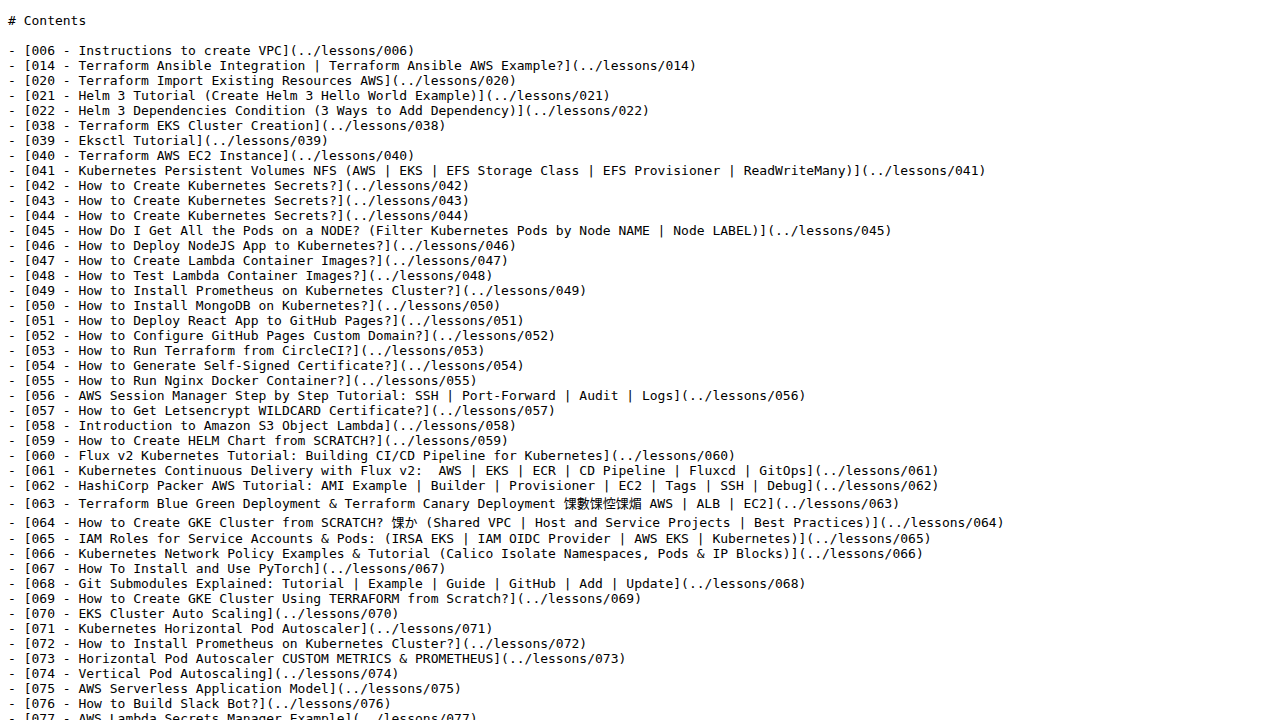 # Contents
- [006 - Instructions to create VPC](../lessons/006)
- [014 - Terraform Ansible Integration | Terraform Ansible AWS Example?](../lessons/014)
- [020 - Terraform Import Existing Resources AWS](../lessons/020)
- [021 - Helm 3 Tutorial (Create Helm 3 Hello World Example)](../lessons/021)
- [022 - Helm 3 Dependencies Condition (3 Ways to Add Dependency)](../lessons/022)
- [038 - Terraform EKS Cluster Creation](../lessons/038)
- [039 - Eksctl Tutorial](../lessons/039)
- [040 - Terraform AWS EC2 Instance](../lessons/040)
- [041 - Kubernetes Persistent Volumes NFS (AWS | EKS | EFS Storage Class | EFS Provisioner | ReadWriteMany)](../lessons/041)
- [042 - How to Create Kubernetes Secrets?](../lessons/042)
- [043 - How to Create Kubernetes Secrets?](../lessons/043)
- [044 - How to Create Kubernetes Secrets?](../lessons/044)
- [045 - How Do I Get All the Pods on a NODE? (Filter Kubernetes Pods by Node NAME | Node LABEL)](../lessons/045)
- [046 - How to Deploy NodeJS App to Kubernetes?](../lessons/046)
- [047 - How to Create Lambda Container Images?](../lessons/047)
- [048 - How to Test Lambda Container Images?](../lessons/048)
- [049 - How to Install Prometheus on Kubernetes Cluster?](../lessons/049)
- [050 - How to Install MongoDB on Kubernetes?](../lessons/050)
- [051 - How to Deploy React App to GitHub Pages?](../lessons/051)
- [052 - How to Configure GitHub Pages Custom Domain?](../lessons/052)
- [053 - How to Run Terraform from CircleCI?](../lessons/053)
- [054 - How to Generate Self-Signed Certificate?](../lessons/054)
- [055 - How to Run Nginx Docker Container?](../lessons/055)
- [056 - AWS Session Manager Step by Step Tutorial: SSH | Port-Forward | Audit | Logs](../lessons/056)
- [057 - How to Get Letsencrypt WILDCARD Certificate?](../lessons/057)
- [058 - Introduction to Amazon S3 Object Lambda](../lessons/058)
- [059 - How to Create HELM Chart from SCRATCH?](../lessons/059)
- [060 - Flux v2 Kubernetes Tutorial: Building CI/CD Pipeline for Kubernetes](../lessons/060)
- [061 - Kubernetes Continuous Delivery with Flux v2:  AWS | EKS | ECR | CD Pipeline | Fluxcd | GitOps](../lessons/061)
- [062 - HashiCorp Packer AWS Tutorial: AMI Example | Builder | Provisioner | EC2 | Tags | SSH | Debug](../lessons/062)
- [063 - Terraform Blue Green Deployment & Terraform Canary Deployment AWS | ALB | EC2](../lessons/063)
- [064 - How to Create GKE Cluster from SCRATCH? 馃か (Shared VPC | Host and Service Projects | Best Practices)](../lessons/064)
- [065 - IAM Roles for Service Accounts & Pods: (IRSA EKS | IAM OIDC Provider | AWS EKS | Kubernetes)](../lessons/065)
- [066 - Kubernetes Network Policy Examples & Tutorial (Calico Isolate Namespaces, Pods & IP Blocks)](../lessons/066)
- [067 - How To Install and Use PyTorch](../lessons/067)
- [068 - Git Submodules Explained: Tutorial | Example | Guide | GitHub | Add | Update](../lessons/068)
- [069 - How to Create GKE Cluster Using TERRAFORM from Scratch?](../lessons/069)
- [070 - EKS Cluster Auto Scaling](../lessons/070)
- [071 - Kubernetes Horizontal Pod Autoscaler](../lessons/071)
- [072 - How to Install Prometheus on Kubernetes Cluster?](../lessons/072)
- [073 - Horizontal Pod Autoscaler CUSTOM METRICS & PROMETHEUS](../lessons/073)
- [074 - Vertical Pod Autoscaling](../lessons/074)
- [075 - AWS Serverless Application Model](../lessons/075)
- [076 - How to Build Slack Bot?](../lessons/076)
- [077 - AWS Lambda Secrets Manager Example](../lessons/077)